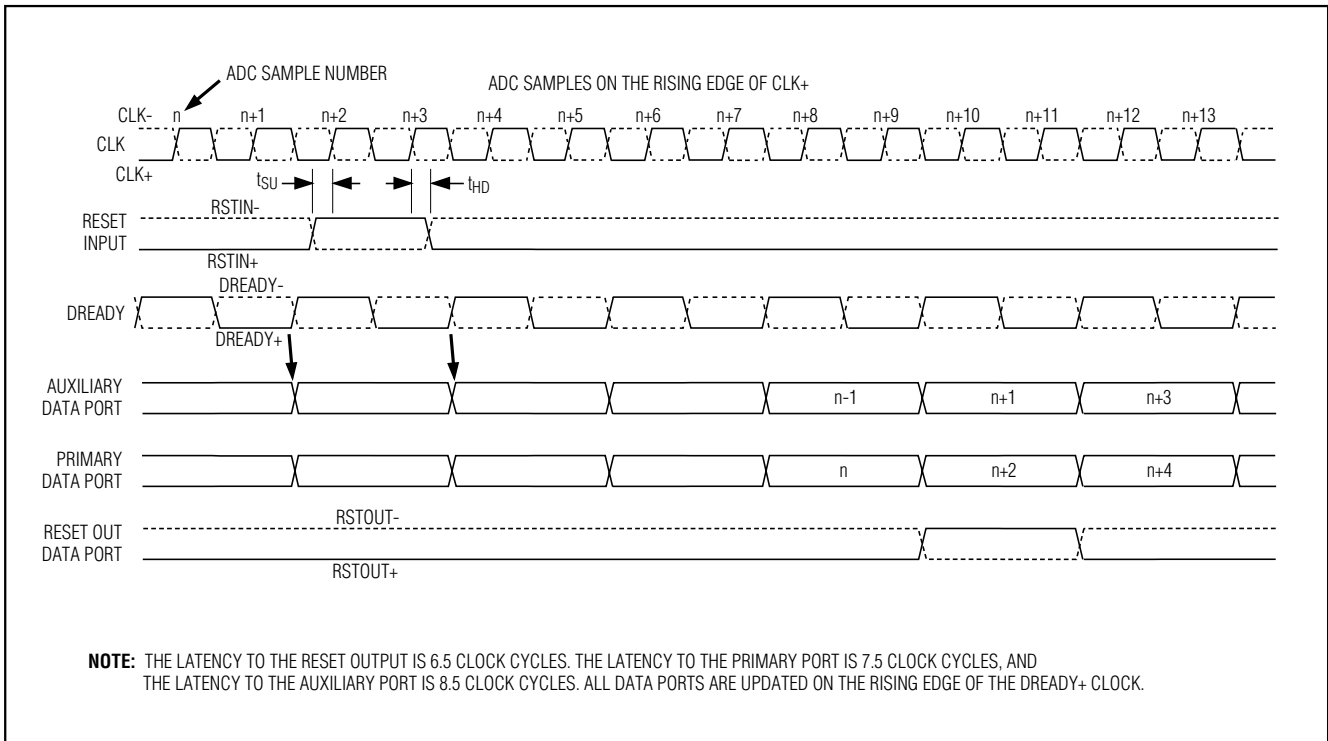 ADC SAMPLE NUMBER
ADC SAMPLES ON THE RISING EDGE OF CLK+
CLK- n n+1 n+2 n+3 n+4 n+5 n+6 n+7 n+8 n+9 n+10 n+11 n+12 n+13
CLK
CLK+
tSU tHD
RSTIN-
RESET
INPUT
RSTIN+
DREADY-
DREADY
DREADY+
AUXILIARY
DATA PORT
n-1 n+1 n+3
PRIMARY
DATA PORT
n n+2 n+4
RSTOUT-
RESET OUT
DATA PORT
RSTOUT+
NOTE: THE LATENCY TO THE RESET OUTPUT IS 6.5 CLOCK CYCLES. THE LATENCY TO THE PRIMARY PORT IS 7.5 CLOCK CYCLES, AND
THE LATENCY TO THE AUXILIARY PORT IS 8.5 CLOCK CYCLES. ALL DATA PORTS ARE UPDATED ON THE RISING EDGE OF THE DREADY+ CLOCK.